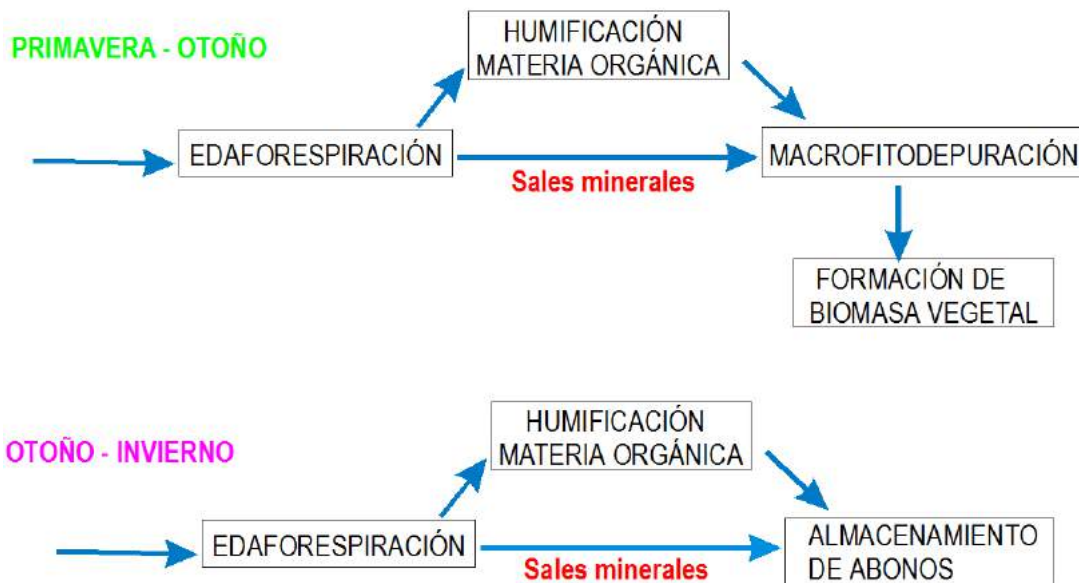 PRIMAVERA - OTOÑO
HUMIFICACIÓN
MATERIA ORGÁNICA
EDAFORESPIRACIÓN
Sales minerales
MACROFITODEPURACIÓN
FORMACIÓN DE
BIOMASA VEGETAL
OTOÑO - INVIERNO
HUMIFICACIÓN
MATERIA ORGÁNICA
EDAFORESPIRACIÓN
Sales minerales
ALMACENAMIENTO
DE ABONOS